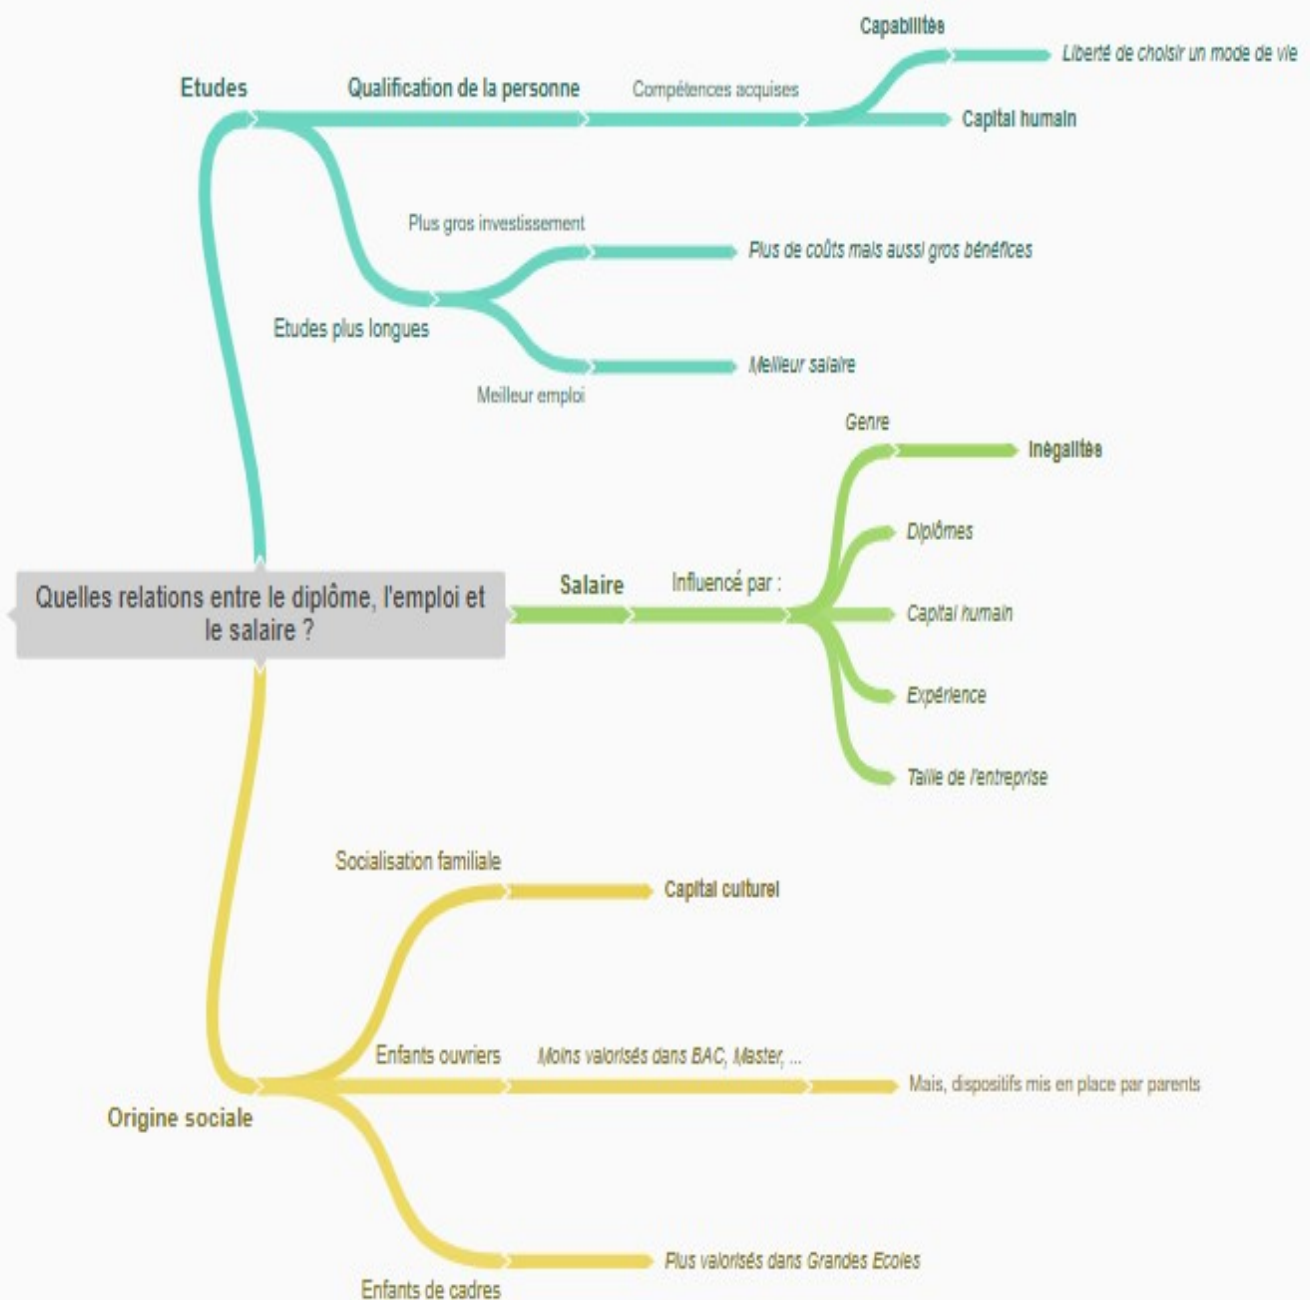 Capabilités
Liberté de choisir un mode de vie
Etudes
Qualification de la personne
Compétences acquises
Capital humain
Plus gros investissement
Plus de coûts mais aussi gros bénéfices
Etudes plus longues
Meilleur salaire
Meilleur emploi
Genre
Inégalités
Diplômes
Quelles relations entre le diplôme, l'emploi et
le salaire ?
Salaire
Influencé par :
Capital humain
Expérience
Taille de l'entreprise
Socialisation familiale
Capital culturel
Enfants ouvriers
Moins valorisés dans BAC, Master, ...
Mais, dispositifs mis en place par parents
Origine sociale
Plus valorisés dans Grandes Ecoles
Enfants de cadres